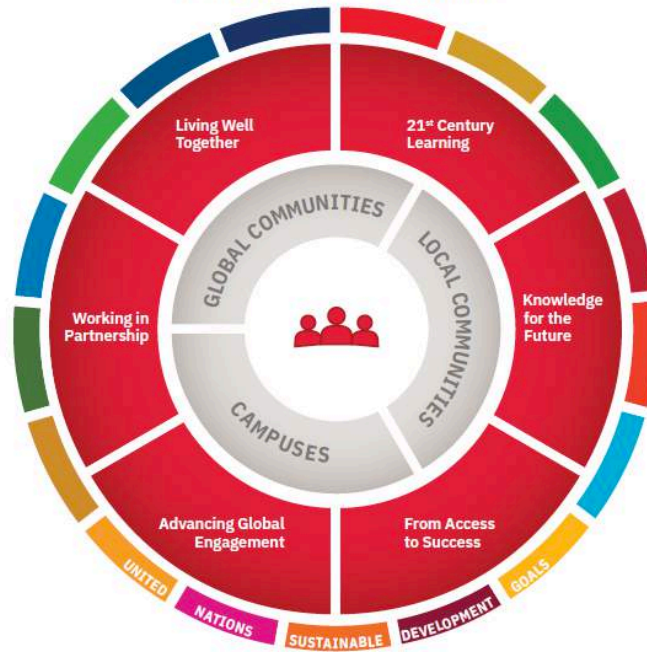 Living Well
Together
21st Century
Learning
GLOBAL COMMUNITIES
LOCAL COMMUNITIES
Working in
Partnership
Knowledge
for the
Future
CAMPUSES
Advancing Global
Engagement
From Access
to Success
UNITED
NATIONS
SUSTAINABLE
DEVELOPMENT
GOALS